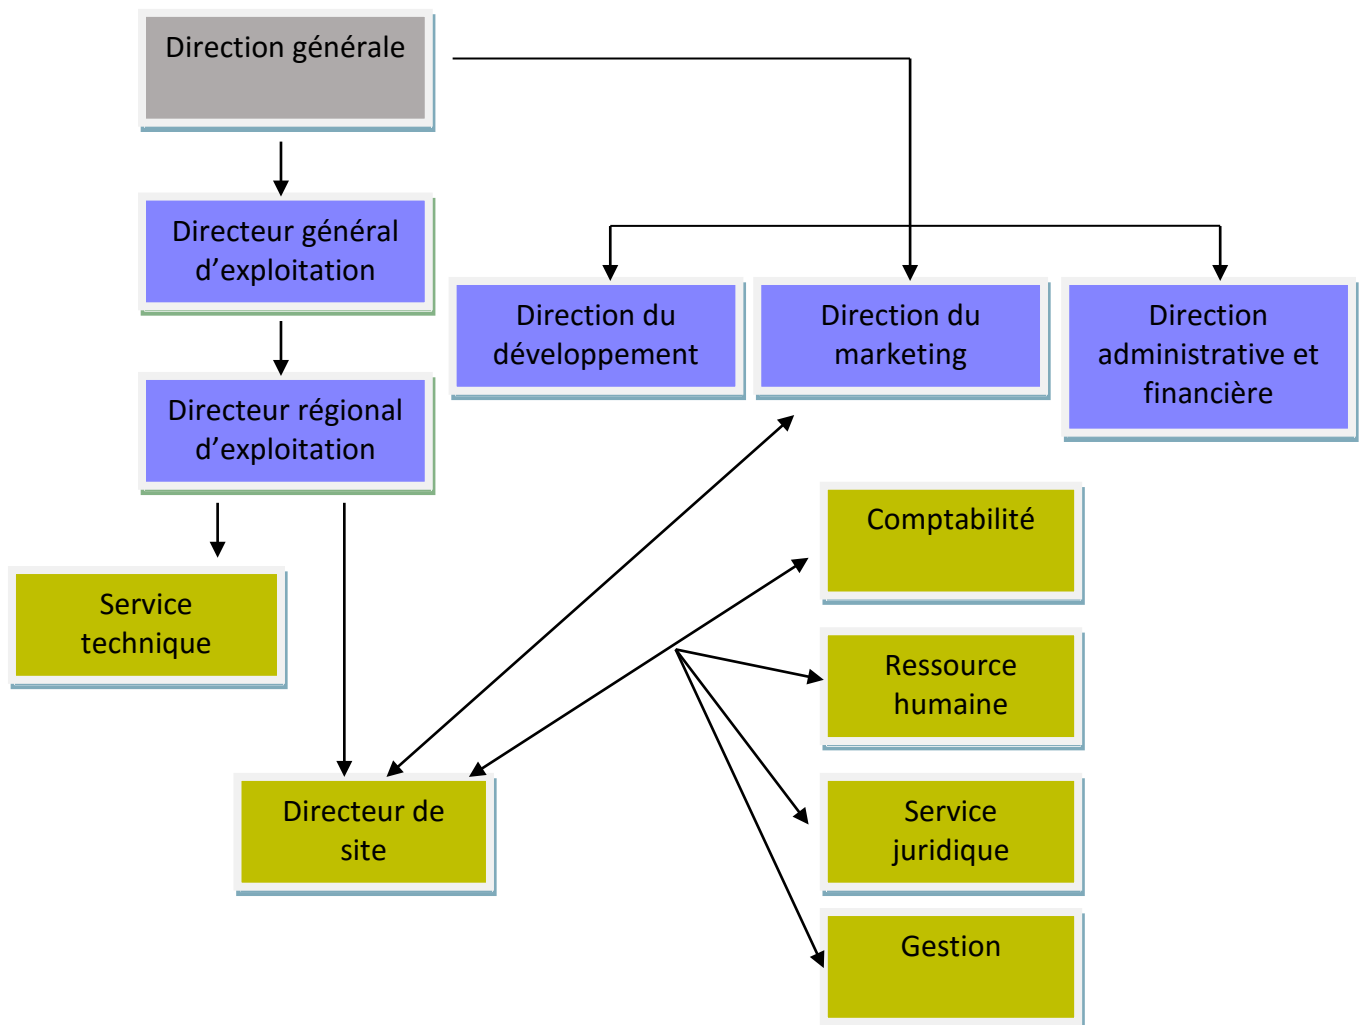 Direction générale
Directeur général
d’exploitation
Direction du
développement
Direction du
marketing
Direction
administrative et
financière
Directeur régional
d’exploitation
Comptabilité
Service
technique
Ressource
humaine
Directeur de
site
Service
juridique
Gestion